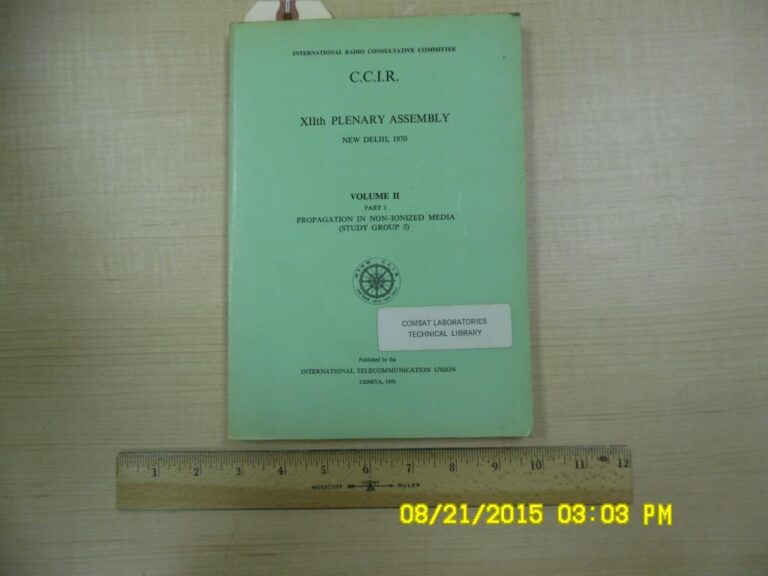 INTERNATIONAL RADIO CONSULTATIVE COMMITTEE
C.C.I.R.
XIIth PLENARY ASSEMBLY
NEW DELHI, 1970
VOLUME II
PART 1
PROPAGATION IN NON-IONIZED MEDIA
(STUDY GROUP 5)
COMSAT LABORATORIES
TECHNICAL LIBRARY
Published by the
INTERNATIONAL TELECOMMUNICATION UNION
GENEVA, 1970
1 2 3 4 5 6 7 8 9 10 11 12
WESTCOTT RULER
08/21/2015 03:03 PM